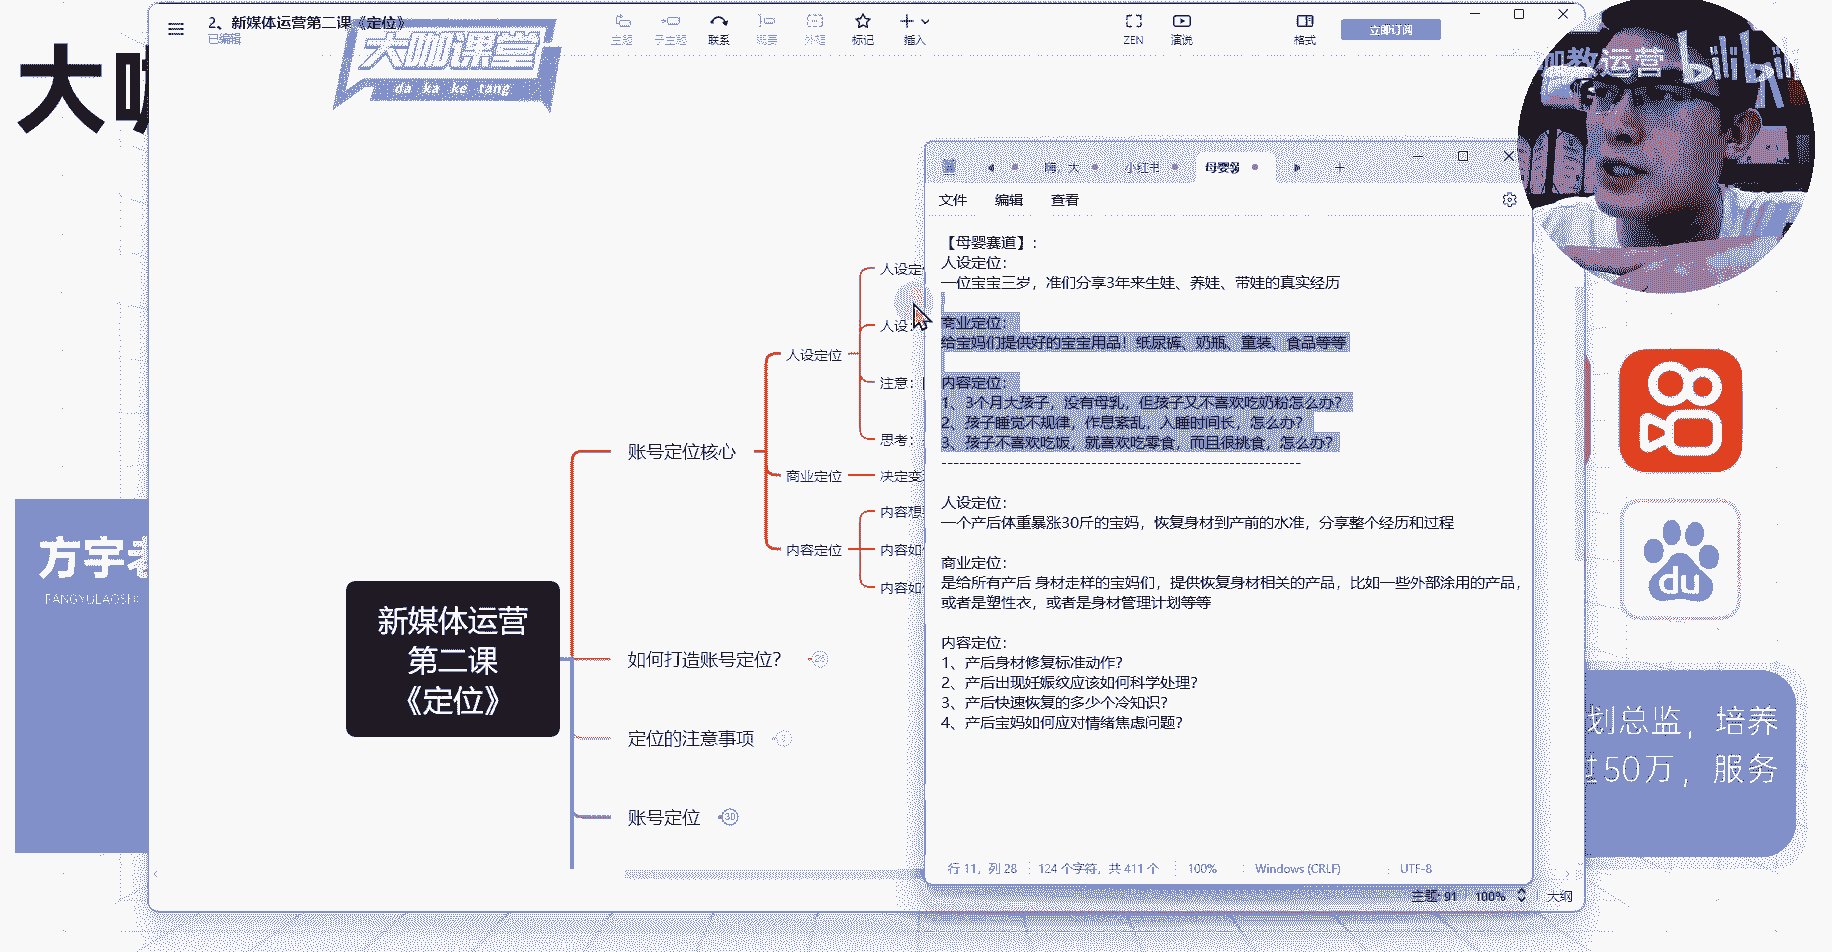 2、新媒体运营第二课《定位》
已编辑
大咖课堂
da ka ke tang
主题
子主题
联系
概要
外框
标记
插入
ZEN
演说
格式
立即订阅
大
方宇
FANGYULAOSHI
咖教运营
bilibili
嗨，大
小红书
母婴
文件
编辑
查看
【母婴赛道】：
人设定位：
一位宝宝三岁，准们分享3年来生娃、养娃、带娃的真实经历
商业定位：
给宝妈们提供好的宝宝用品！纸尿裤、奶瓶、童装、食品等等
内容定位：
1、3个月大孩子，没有母乳，但孩子又不喜欢吃奶粉怎么办？
2、孩子睡觉不规律，作息紊乱，入睡时间长，怎么办？
3、孩子不喜欢吃饭，就喜欢吃零食，而且很挑食，怎么办？
------------------------------------------------------------
人设定位：
一个产后体重暴涨30斤的宝妈，恢复身材到产前的水准，分享整个经历和过程
商业定位：
是给所有产后 身材走样的宝妈们，提供恢复身材相关的产品，比如一些外部涂用的产品，
或者是塑性衣，或者是身材管理计划等等
内容定位：
1、产后身材修复标准动作？
2、产后出现妊娠纹应该如何科学处理？
3、产后快速恢复的多少个冷知识？
4、产后宝妈如何应对情绪焦虑问题？
行 11，列 28
124 个字符，共 411 个
100%
Windows (CRLF)
UTF-8
新媒体运营
第二课
《定位》
账号定位核心
人设定位
人设定
人设
注意：
思考：
商业定位
决定变
内容定位
内容想
内容如
内容如
如何打造账号定位？
定位的注意事项
账号定位
30
du
划总监，培养
过50万，服务
主题: 91
100%
大纲